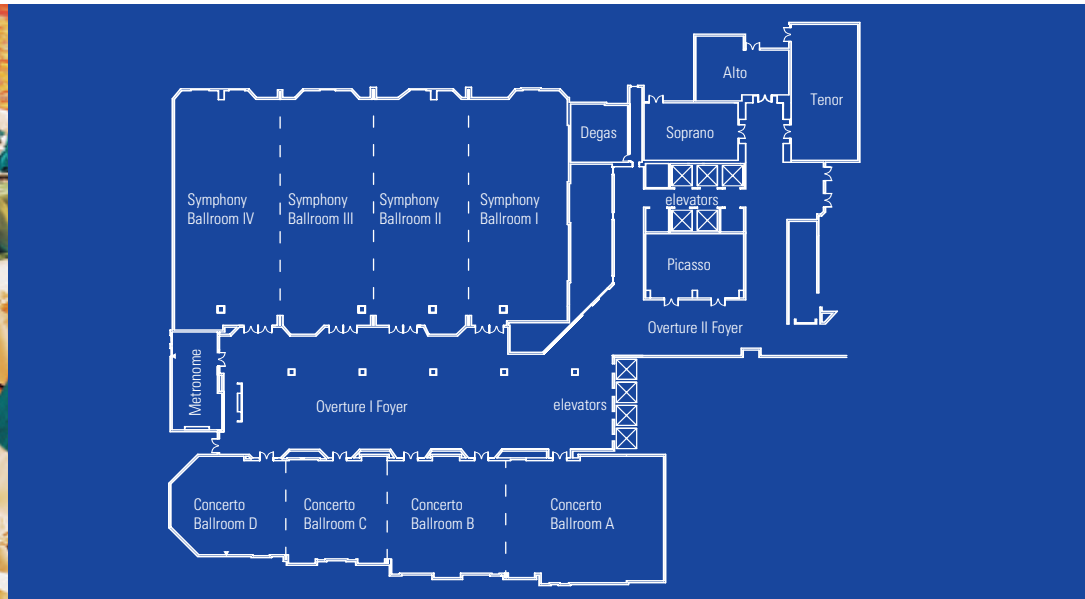 Alto
Tenor
Degas
Soprano
Symphony
Ballroom IV
Symphony
Ballroom III
Symphony
Ballroom II
Symphony
Ballroom I
elevators
Picasso
Overture II Foyer
Metronome
Overture I Foyer
elevators
Concerto
Ballroom D
Concerto
Ballroom C
Concerto
Ballroom B
Concerto
Ballroom A